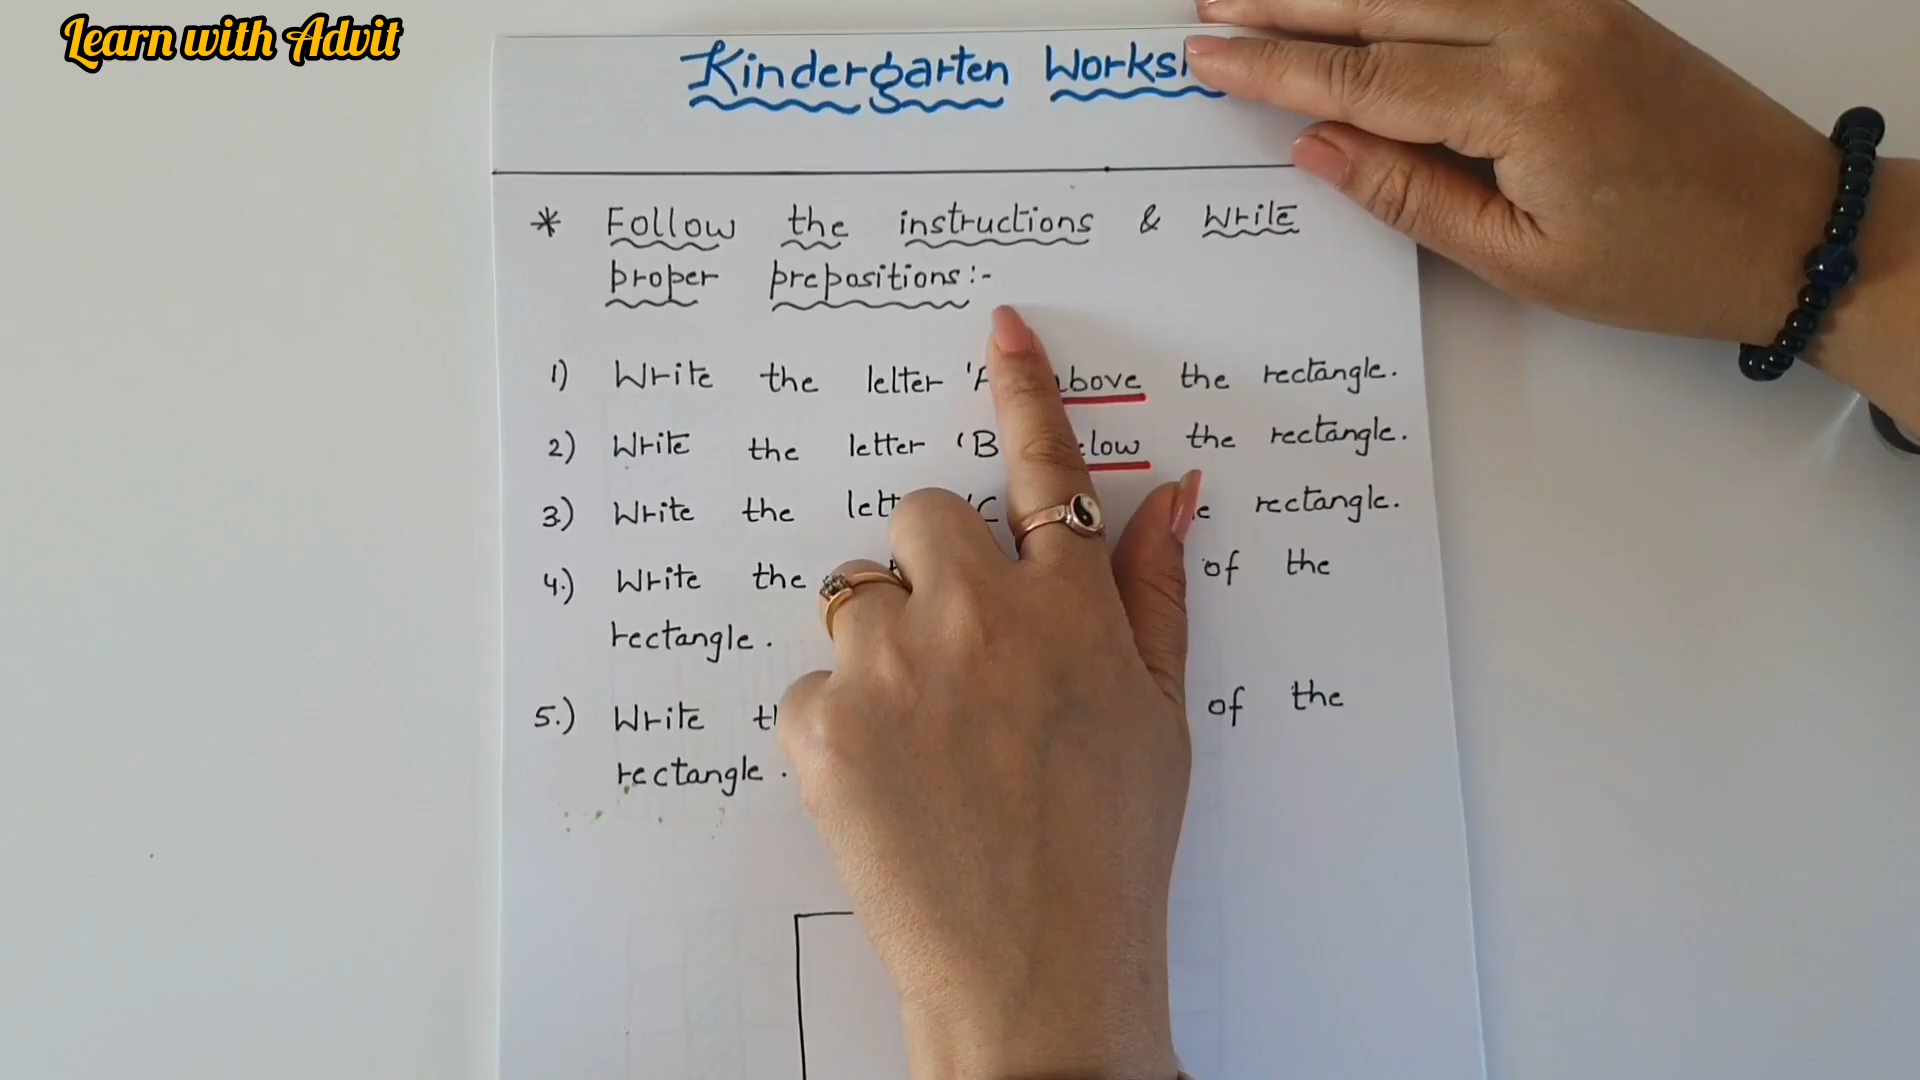 Learn with Advit
Kindergarten Works
* Follow the instructions & Write
proper prepositions:-
1) Write the letter 'A above the rectangle.
2) Write the letter 'B below the rectangle.
3) Write the lett 'C rectangle.
4.) Write the of the
rectangle.
5.) Write of the
rectangle.